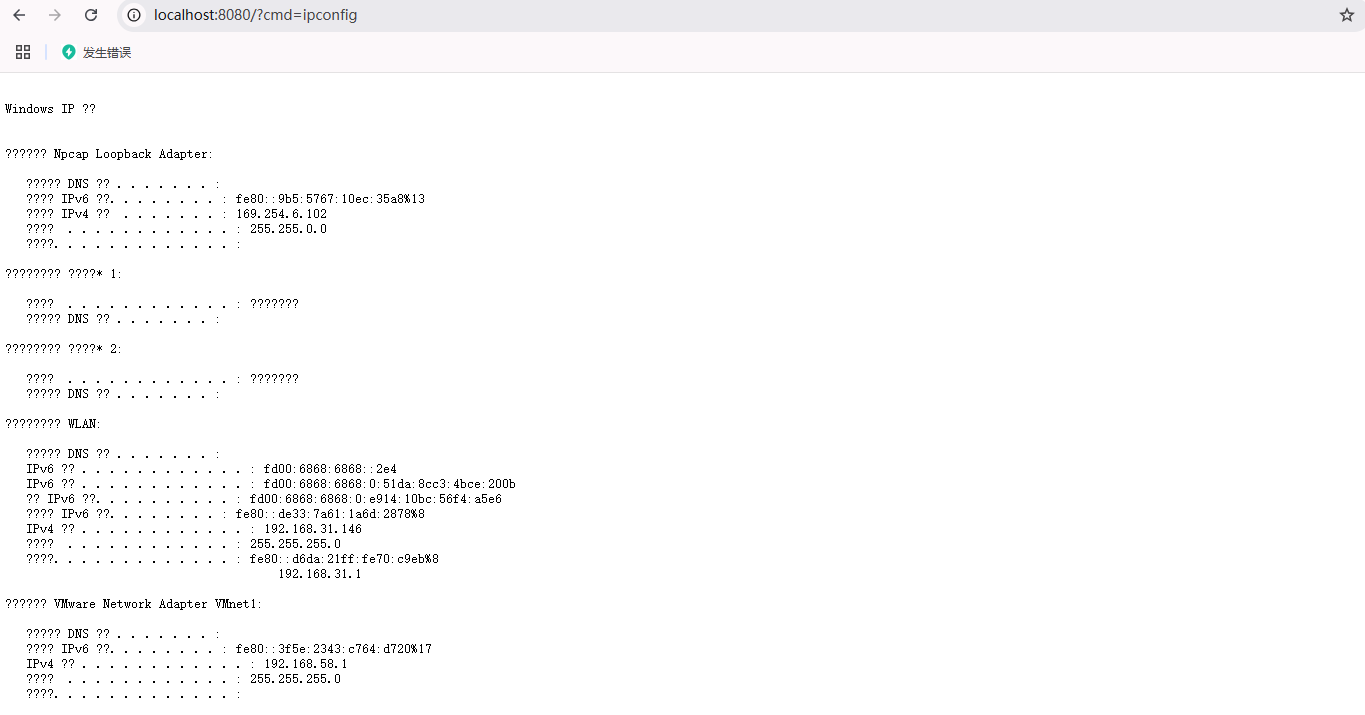 localhost:8080/?cmd=ipconfig
发生错误
Windows IP ??
?????? Npcap Loopback Adapter:
????? DNS ?? . . . . . . . :
???? IPv6 ??. . . . . . . . : fe80::9b5:5767:10ec:35a8%13
???? IPv4 ??  . . . . . . . : 169.254.6.102
????  . . . . . . . . . . . . : 255.255.0.0
????. . . . . . . . . . . . . :
???????? ????* 1:
????  . . . . . . . . . . . . : ???????
????? DNS ?? . . . . . . . :
???????? ????* 2:
????  . . . . . . . . . . . . : ???????
????? DNS ?? . . . . . . . :
???????? WLAN:
????? DNS ?? . . . . . . . :
IPv6 ?? . . . . . . . . . . . . : fd00:6868:6868::2e4
IPv6 ?? . . . . . . . . . . . . : fd00:6868:6868:0:51da:8cc3:4bce:200b
?? IPv6 ??. . . . . . . . . . : fd00:6868:6868:0:e914:10bc:56f4:a5e6
???? IPv6 ??. . . . . . . . : fe80::de33:7a61:1a6d:2878%8
IPv4 ?? . . . . . . . . . . . . : 192.168.31.146
????  . . . . . . . . . . . . : 255.255.255.0
????. . . . . . . . . . . . . : fe80::d6da:21ff:fe70:c9eb%8
192.168.31.1
?????? VMware Network Adapter VMnet1:
????? DNS ?? . . . . . . . :
???? IPv6 ??. . . . . . . . : fe80::3f5e:2343:c764:d720%17
IPv4 ?? . . . . . . . . . . . . : 192.168.58.1
????  . . . . . . . . . . . . : 255.255.255.0
????. . . . . . . . . . . . . :